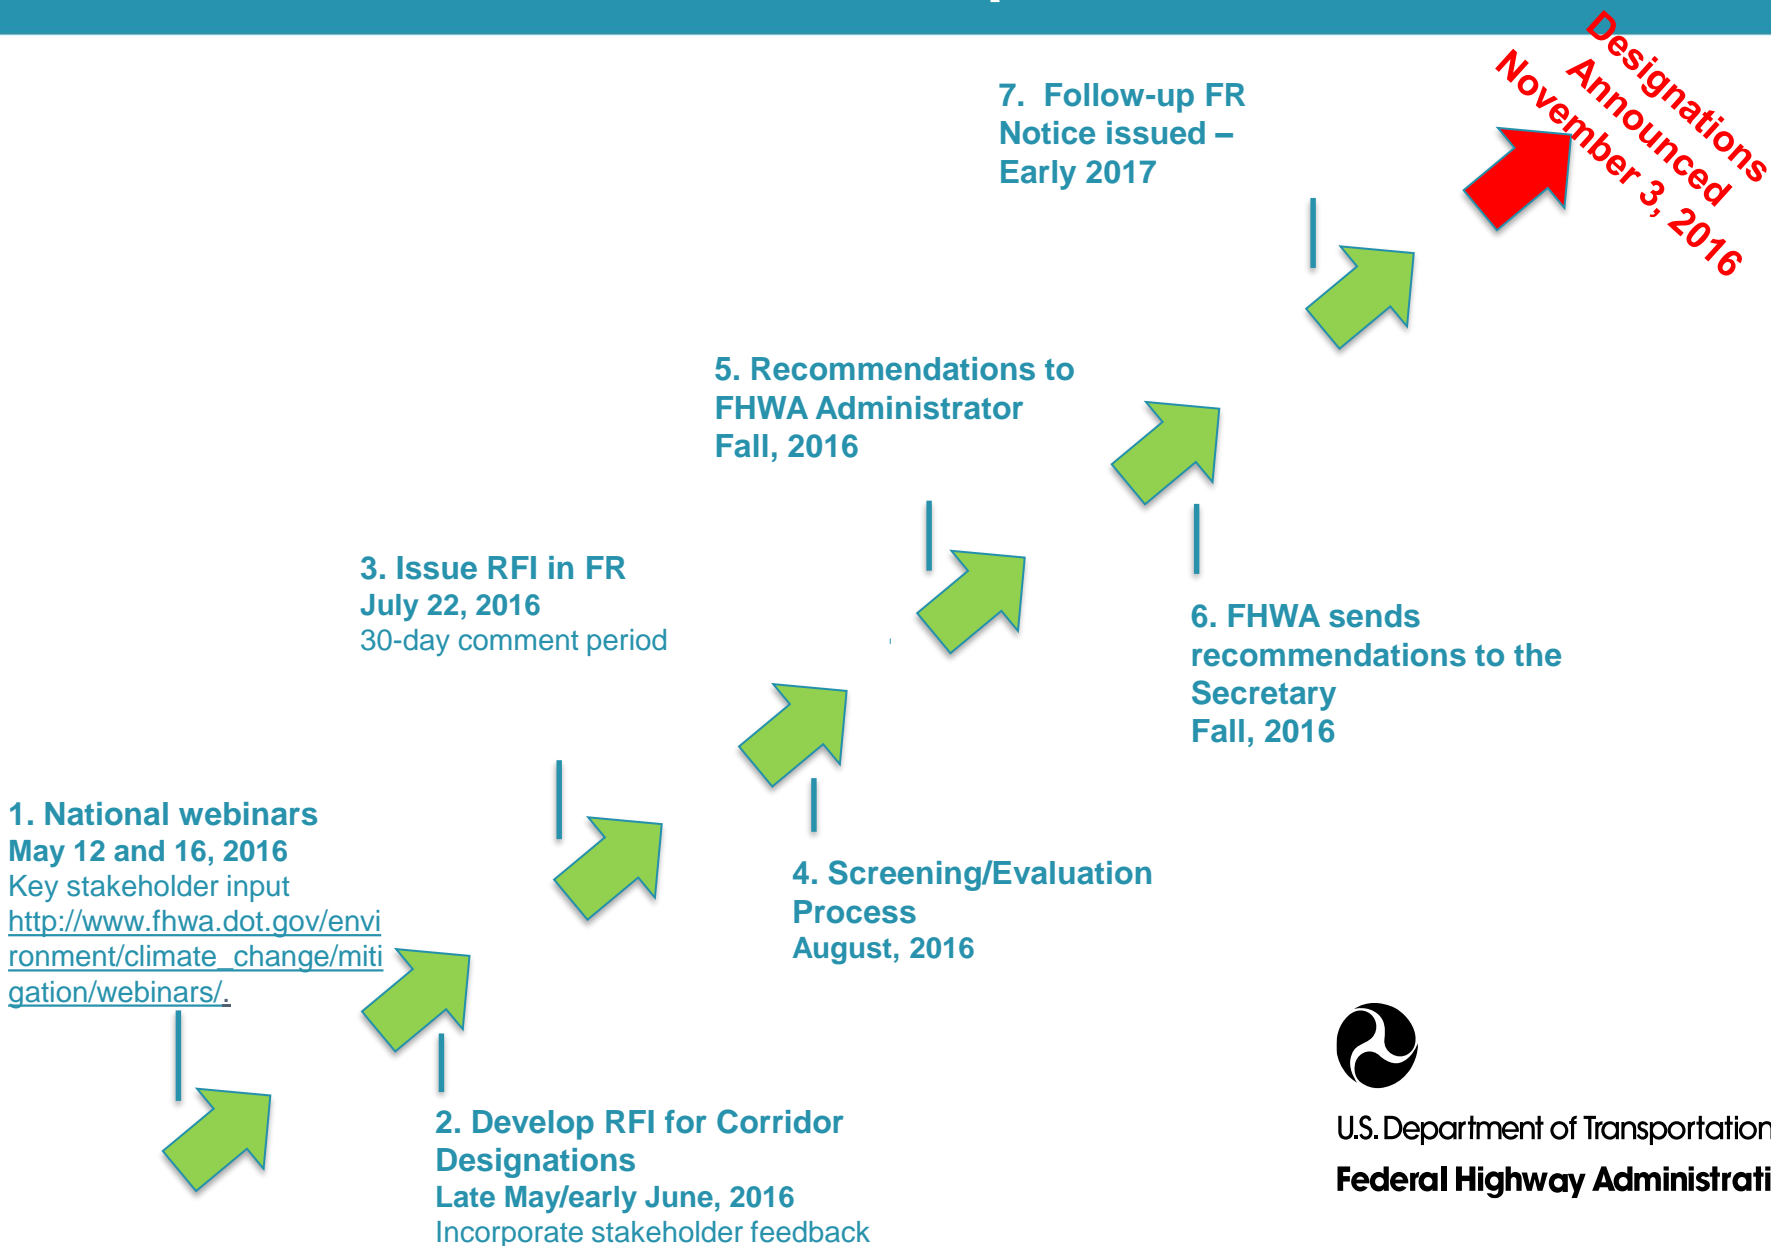 1. National webinars
May 12 and 16, 2016
Key stakeholder input
http://www.fhwa.dot.gov/envi
ronment/climate_change/miti
gation/webinars/.
2. Develop RFI for Corridor
Designations
Late May/early June, 2016
Incorporate stakeholder feedback
3. Issue RFI in FR
July 22, 2016
30-day comment period
4. Screening/Evaluation
Process
August, 2016
5. Recommendations to
FHWA Administrator
Fall, 2016
6. FHWA sends
recommendations to the
Secretary
Fall, 2016
7. Follow-up FR
Notice issued –
Early 2017
Designations
Announced
November 3, 2016
U.S. Department of Transportation
Federal Highway Administrati